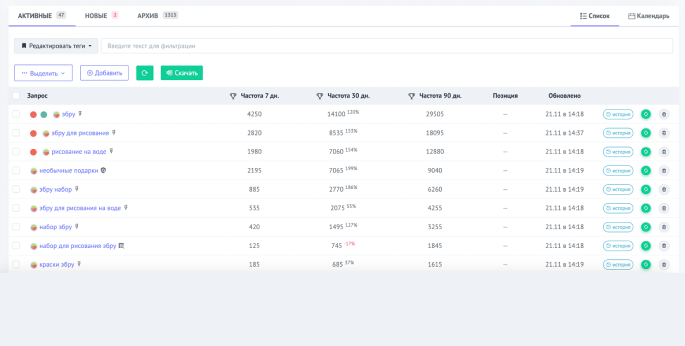 АКТИВНЫЕ 47 НОВЫЕ 2 АРХИВ 1313 Список Календарь
Редактировать теги Введите текст для фильтрации
Выделить Добавить Скачать
Запрос Частота 7 дн. Частота 30 дн. Частота 90 дн. Позиция Обновлено
эбру 4250 14100 120% 29505 — 21.11 в 14:18 история
эбру для рисования 2820 8535 133% 18095 — 21.11 в 14:37 история
рисование на воде 1980 7060 154% 12880 — 21.11 в 14:18 история
необычные подарки 2195 7065 199% 9040 — 21.11 в 14:19 история
эбру набор 885 2770 186% 6260 — 21.11 в 14:19 история
эбру для рисования на воде 535 2075 55% 4255 — 21.11 в 14:18 история
набор эбру 420 1495 127% 3255 — 21.11 в 14:18 история
набор для рисования эбру 125 745 -17% 1845 — 21.11 в 14:18 история
краски эбру 185 685 37% 1615 — 21.11 в 14:19 история